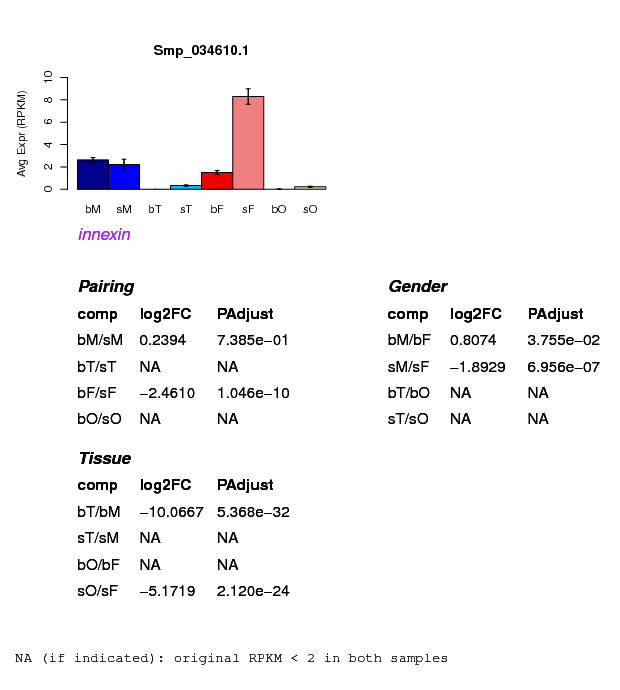 Smp_034610.1
Avg Expr (RPKM)
0 2 4 6 8 10
bM sM bT sT bF sF bO sO
innexin
Pairing
comp log2FC PAdjust
bM/sM 0.2394 7.385e−01
bT/sT NA NA
bF/sF −2.4610 1.046e−10
bO/sO NA NA
Gender
comp log2FC PAdjust
bM/bF 0.8074 3.755e−02
sM/sF −1.8929 6.956e−07
bT/bO NA NA
sT/sO NA NA
Tissue
comp log2FC PAdjust
bT/bM −10.0667 5.368e−32
sT/sM NA NA
bO/bF NA NA
sO/sF −5.1719 2.120e−24
NA (if indicated): original RPKM < 2 in both samples